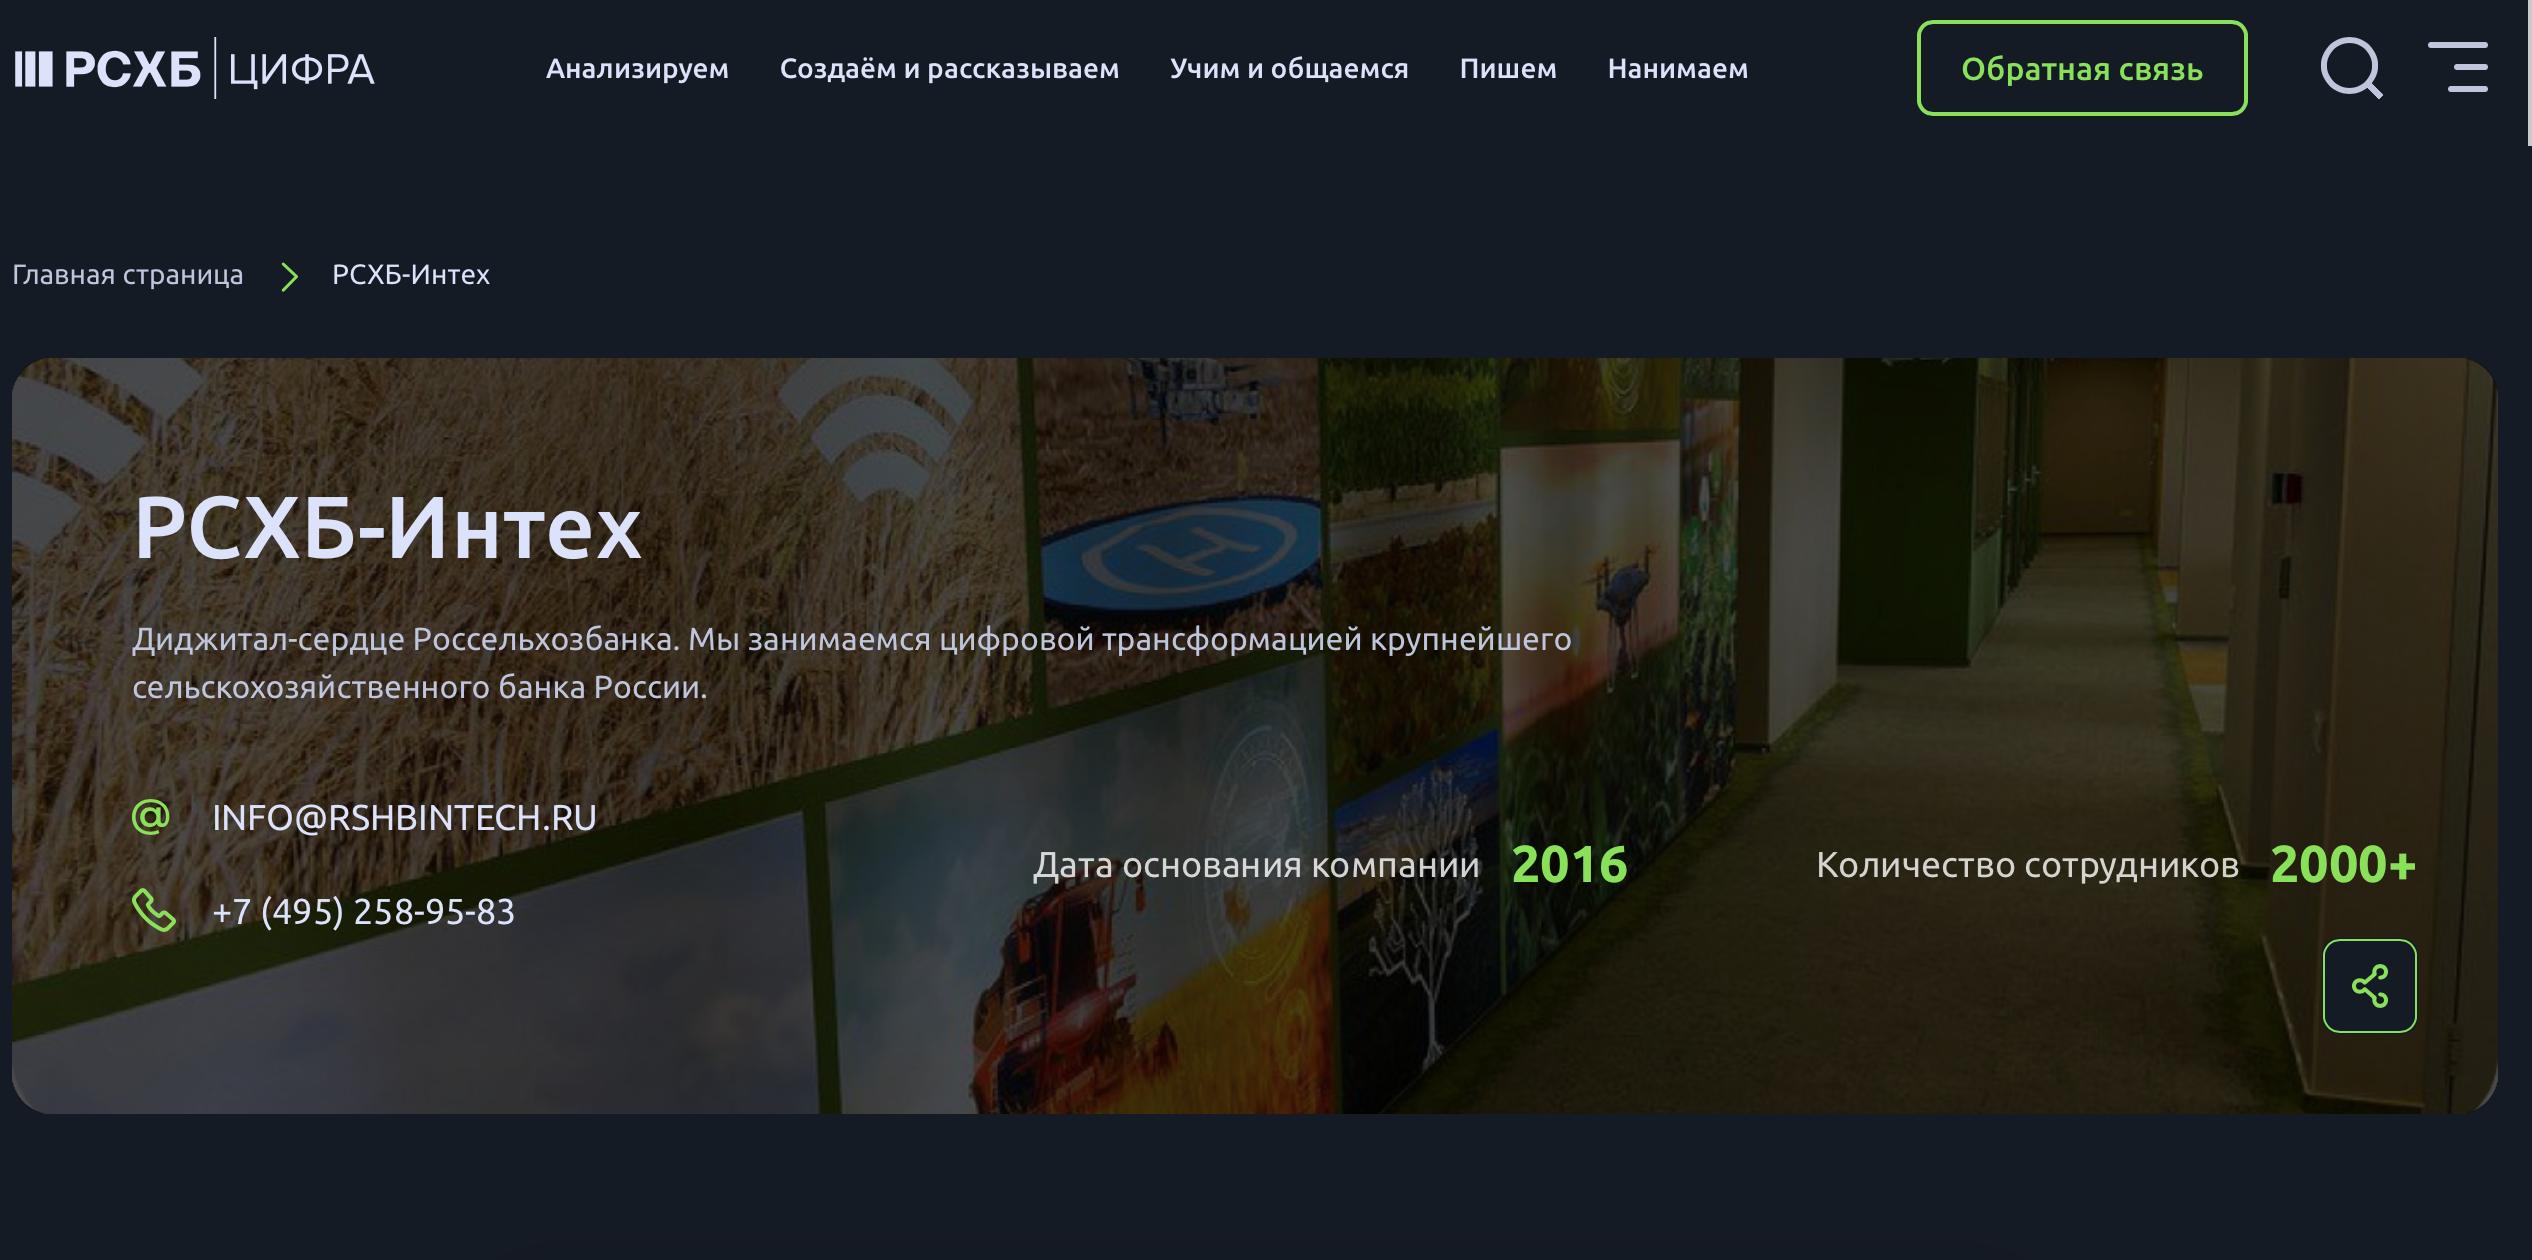 РСХБ ЦИФРА
Анализируем Создаём и рассказываем Учим и общаемся Пишем Нанимаем
Обратная связь
Главная страница РСХБ-Интех
РСХБ-Интех
Диджитал-сердце Россельхозбанка. Мы занимаемся цифровой трансформацией крупнейшего
сельскохозяйственного банка России.
INFO@RSHBINTECH.RU
+7 (495) 258-95-83
Дата основания компании 2016
Количество сотрудников 2000+
H